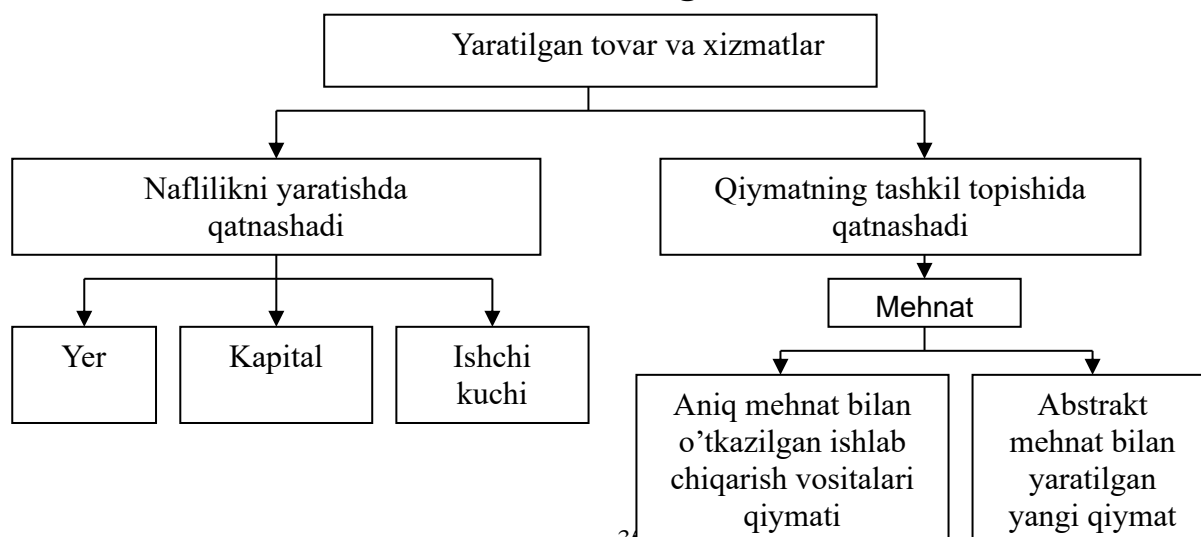 Yaratilgan tovar va xizmatlar
Naflilikni yaratishda
qatnashadi
Qiymatning tashkil topishida
qatnashadi
Mehnat
Yer
Kapital
Ishchi
kuchi
Aniq mehnat bilan
o’tkazilgan ishlab
chiqarish vositalari
qiymati
Abstrakt
mehnat bilan
yaratilgan
yangi qiymat